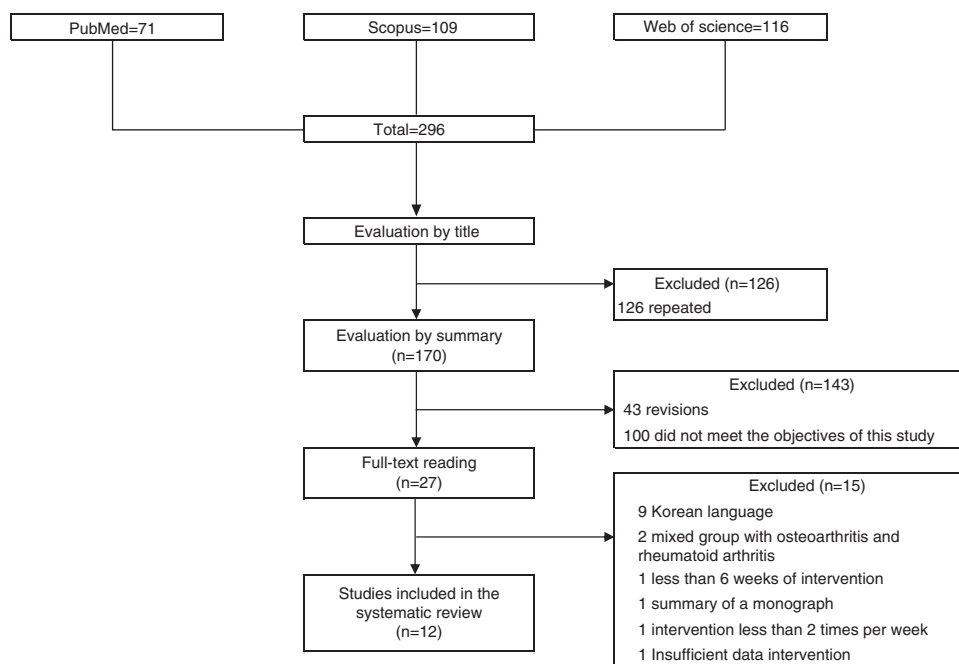 PubMed=71
Scopus=109
Web of science=116
Total=296
Evaluation by title
Excluded (n=126)
126 repeated
Evaluation by summary
(n=170)
Excluded (n=143)
43 revisions
100 did not meet the objectives of this study
Full-text reading
(n=27)
Excluded (n=15)
9 Korean language
2 mixed group with osteoarthritis and
rheumatoid arthritis
1 less than 6 weeks of intervention
1 summary of a monograph
1 intervention less than 2 times per week
1 Insufficient data intervention
Studies included in the
systematic review
(n=12)